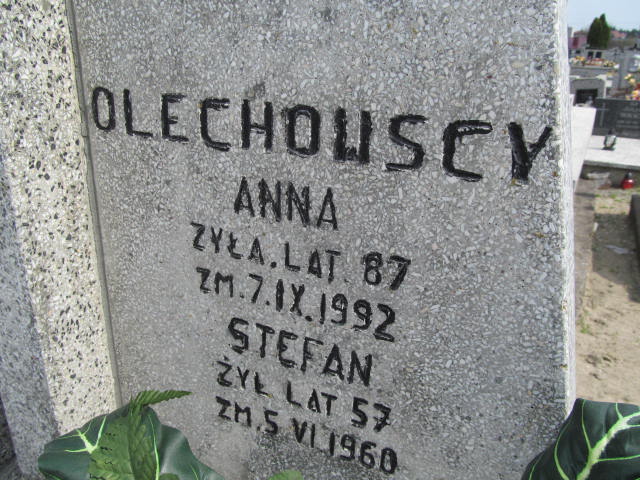 OLECHOWSCY
ANNA
ŻYŁA. LAT. 87
ZM. 7. IX. 1992
STEFAN
ŻYŁ LAT 57
ZM. 5 VI. 1960